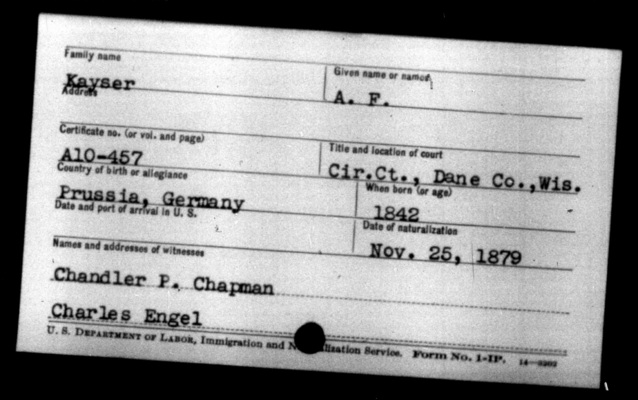 Family name
Given name or names
Kayser
A. F.
Address
Certificate no. (or vol. and page)
Title and location of court
A10-457
Cir.Ct., Dane Co.,Wis.
Country of birth or allegiance
When born (or age)
Prussia, Germany
1842
Date and port of arrival in U. S.
Date of naturalization
Nov. 25, 1879
Names and addresses of witnesses
Chandler P. Chapman
Charles Engel
U. S. DEPARTMENT OF LABOR, Immigration and Service. Form No. 1-IP.